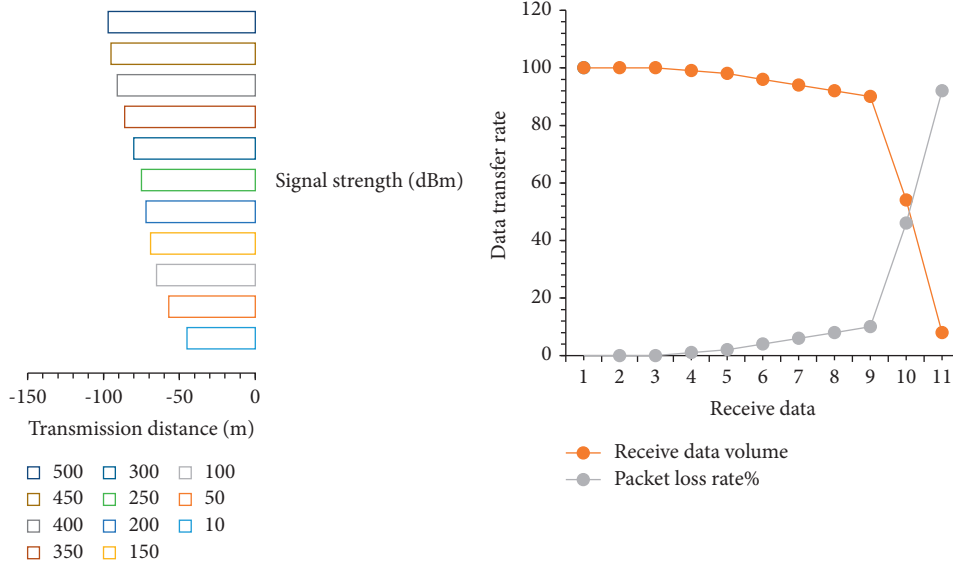 Signal strength (dBm)
-150 -100 -50 0
Transmission distance (m)
500 300 100
450 250 50
400 200 10
350 150
120
100
80
60
40
20
0
Data transfer rate
1 2 3 4 5 6 7 8 9 10 11
Receive data
Receive data volume
Packet loss rate%